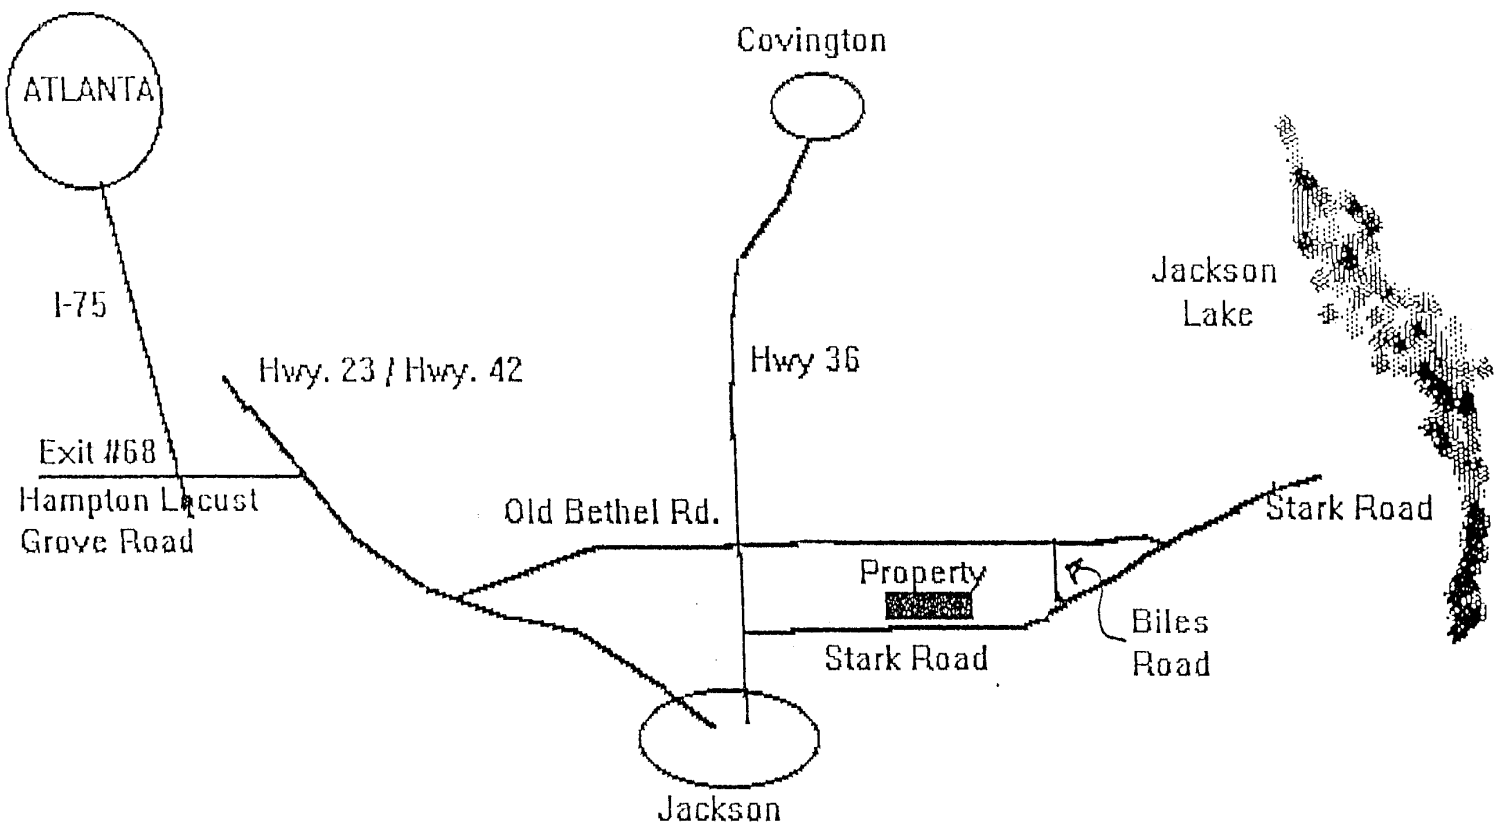 Covington
ATLANTA
Jackson
Lake
I-75
Hwy. 23 / Hwy. 42
Hwy 36
Exit #68
Hampton Locust
Grove Road
Old Bethel Rd.
Stark Road
Property
Biles
Road
Stark Road
Jackson